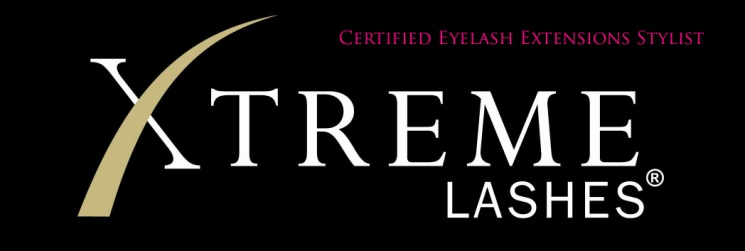 CERTIFIED EYELASH EXTENSIONS STYLIST
XTREME
LASHES®